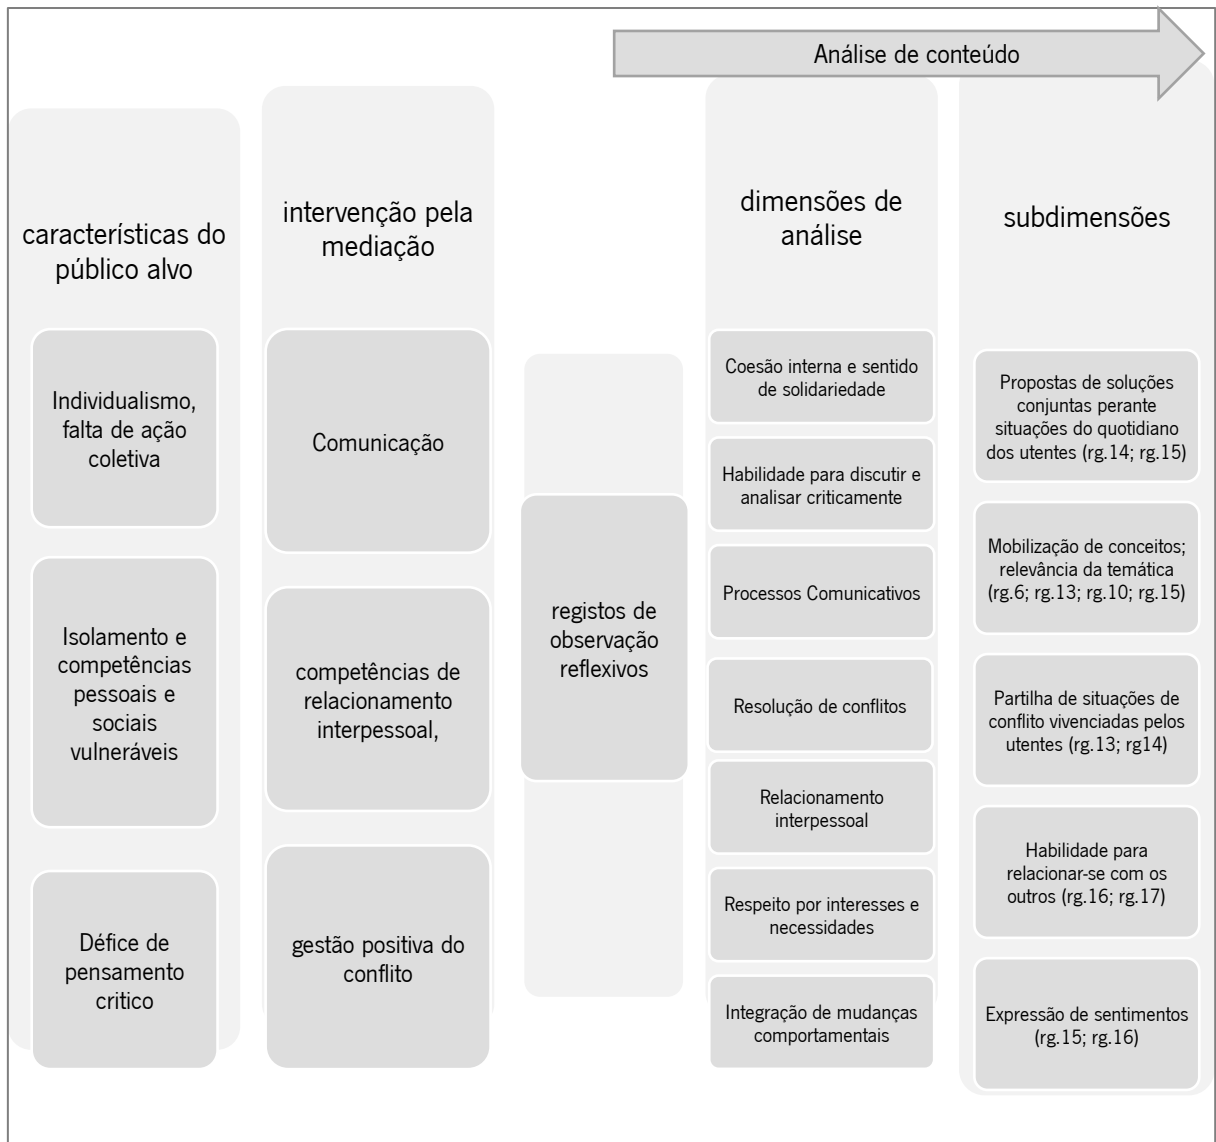 Análise de conteúdo
características do
público alvo
Individualismo,
falta de ação
coletiva
Isolamento e
competências
pessoais e
sociais
vulneráveis
Défice de
pensamento
critico
intervenção pela
mediação
Comunicação
competências de
relacionamento
interpessoal,
gestão positiva do
conflito
registos de
observação
reflexivos
dimensões de
análise
Coesão interna e sentido
de solidariedade
Habilidade para discutir e
analisar criticamente
Processos Comunicativos
Resolução de conflitos
Relacionamento
interpessoal
Respeito por interesses e
necessidades
Integração de mudanças
comportamentais
subdimensões
Propostas de soluções
conjuntas perante
situações do quotidiano
dos utentes (rg.14; rg.15)
Mobilização de conceitos;
relevância da temática
(rg.6; rg.13; rg.10; rg.15)
Partilha de situações de
conflito vivenciadas pelos
utentes (rg.13; rg14)
Habilidade para
relacionar-se com os
outros (rg.16; rg.17)
Expressão de sentimentos
(rg.15; rg.16)